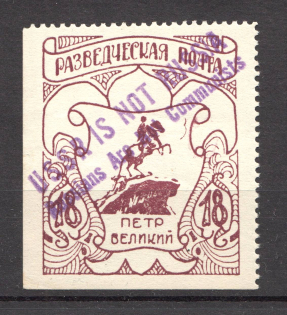 РАЗВЕДЧЕСКАЯ ПОЧТА
USSR IS NOT RUSSIA
Russians Are Not Communists
18 18
ПЕТР
ВЕЛИКИЙ